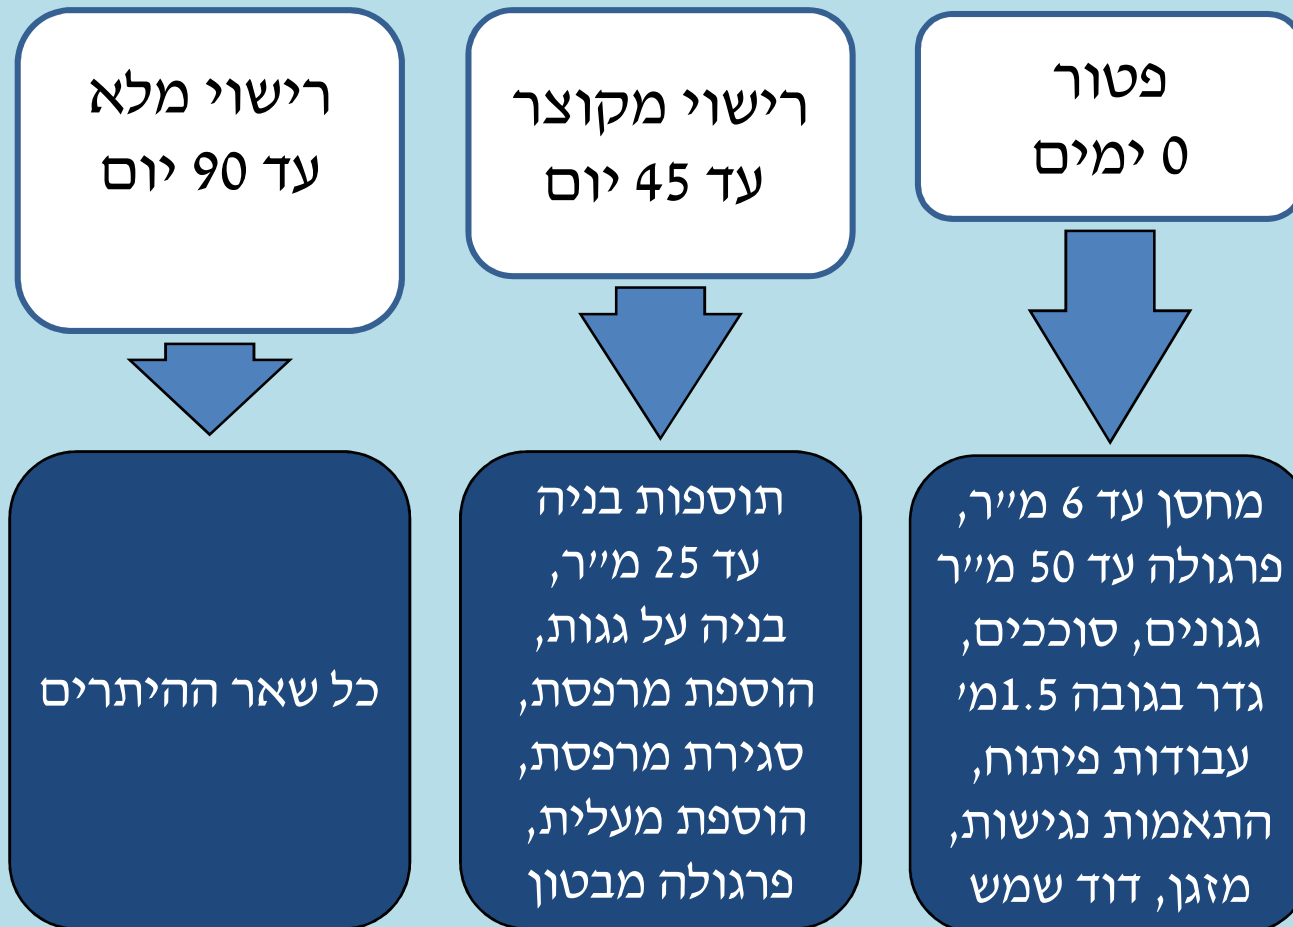 פטור
0 ימים
רישוי מקוצר
עד 45 יום
רישוי מלא
עד 90 יום
מחסן עד 6 מ״ר,
פרגולה עד 50 מ״ר
גגונים, סוככים,
גדר בגובה 1.5מ׳
עבודות פיתוח,
התאמות נגישות,
מזגן, דוד שמש
תוספות בניה
עד 25 מ״ר,
בניה על גגות,
הוספת מרפסת,
סגירת מרפסת,
הוספת מעלית,
פרגולה מבטון
כל שאר ההיתרים